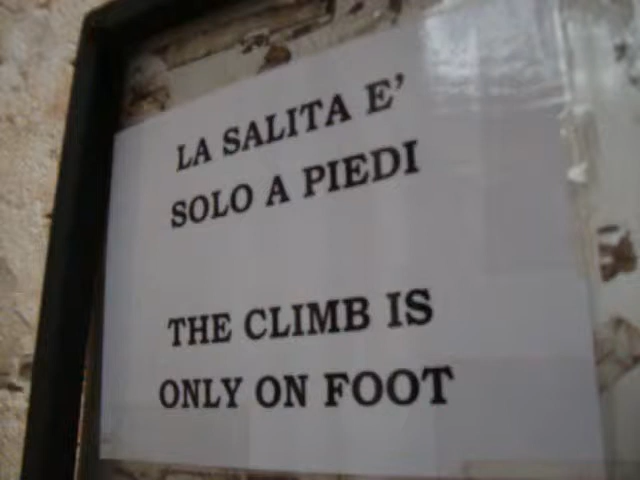 LA SALITA E'
SOLO A PIEDI
THE CLIMB IS
ONLY ON FOOT